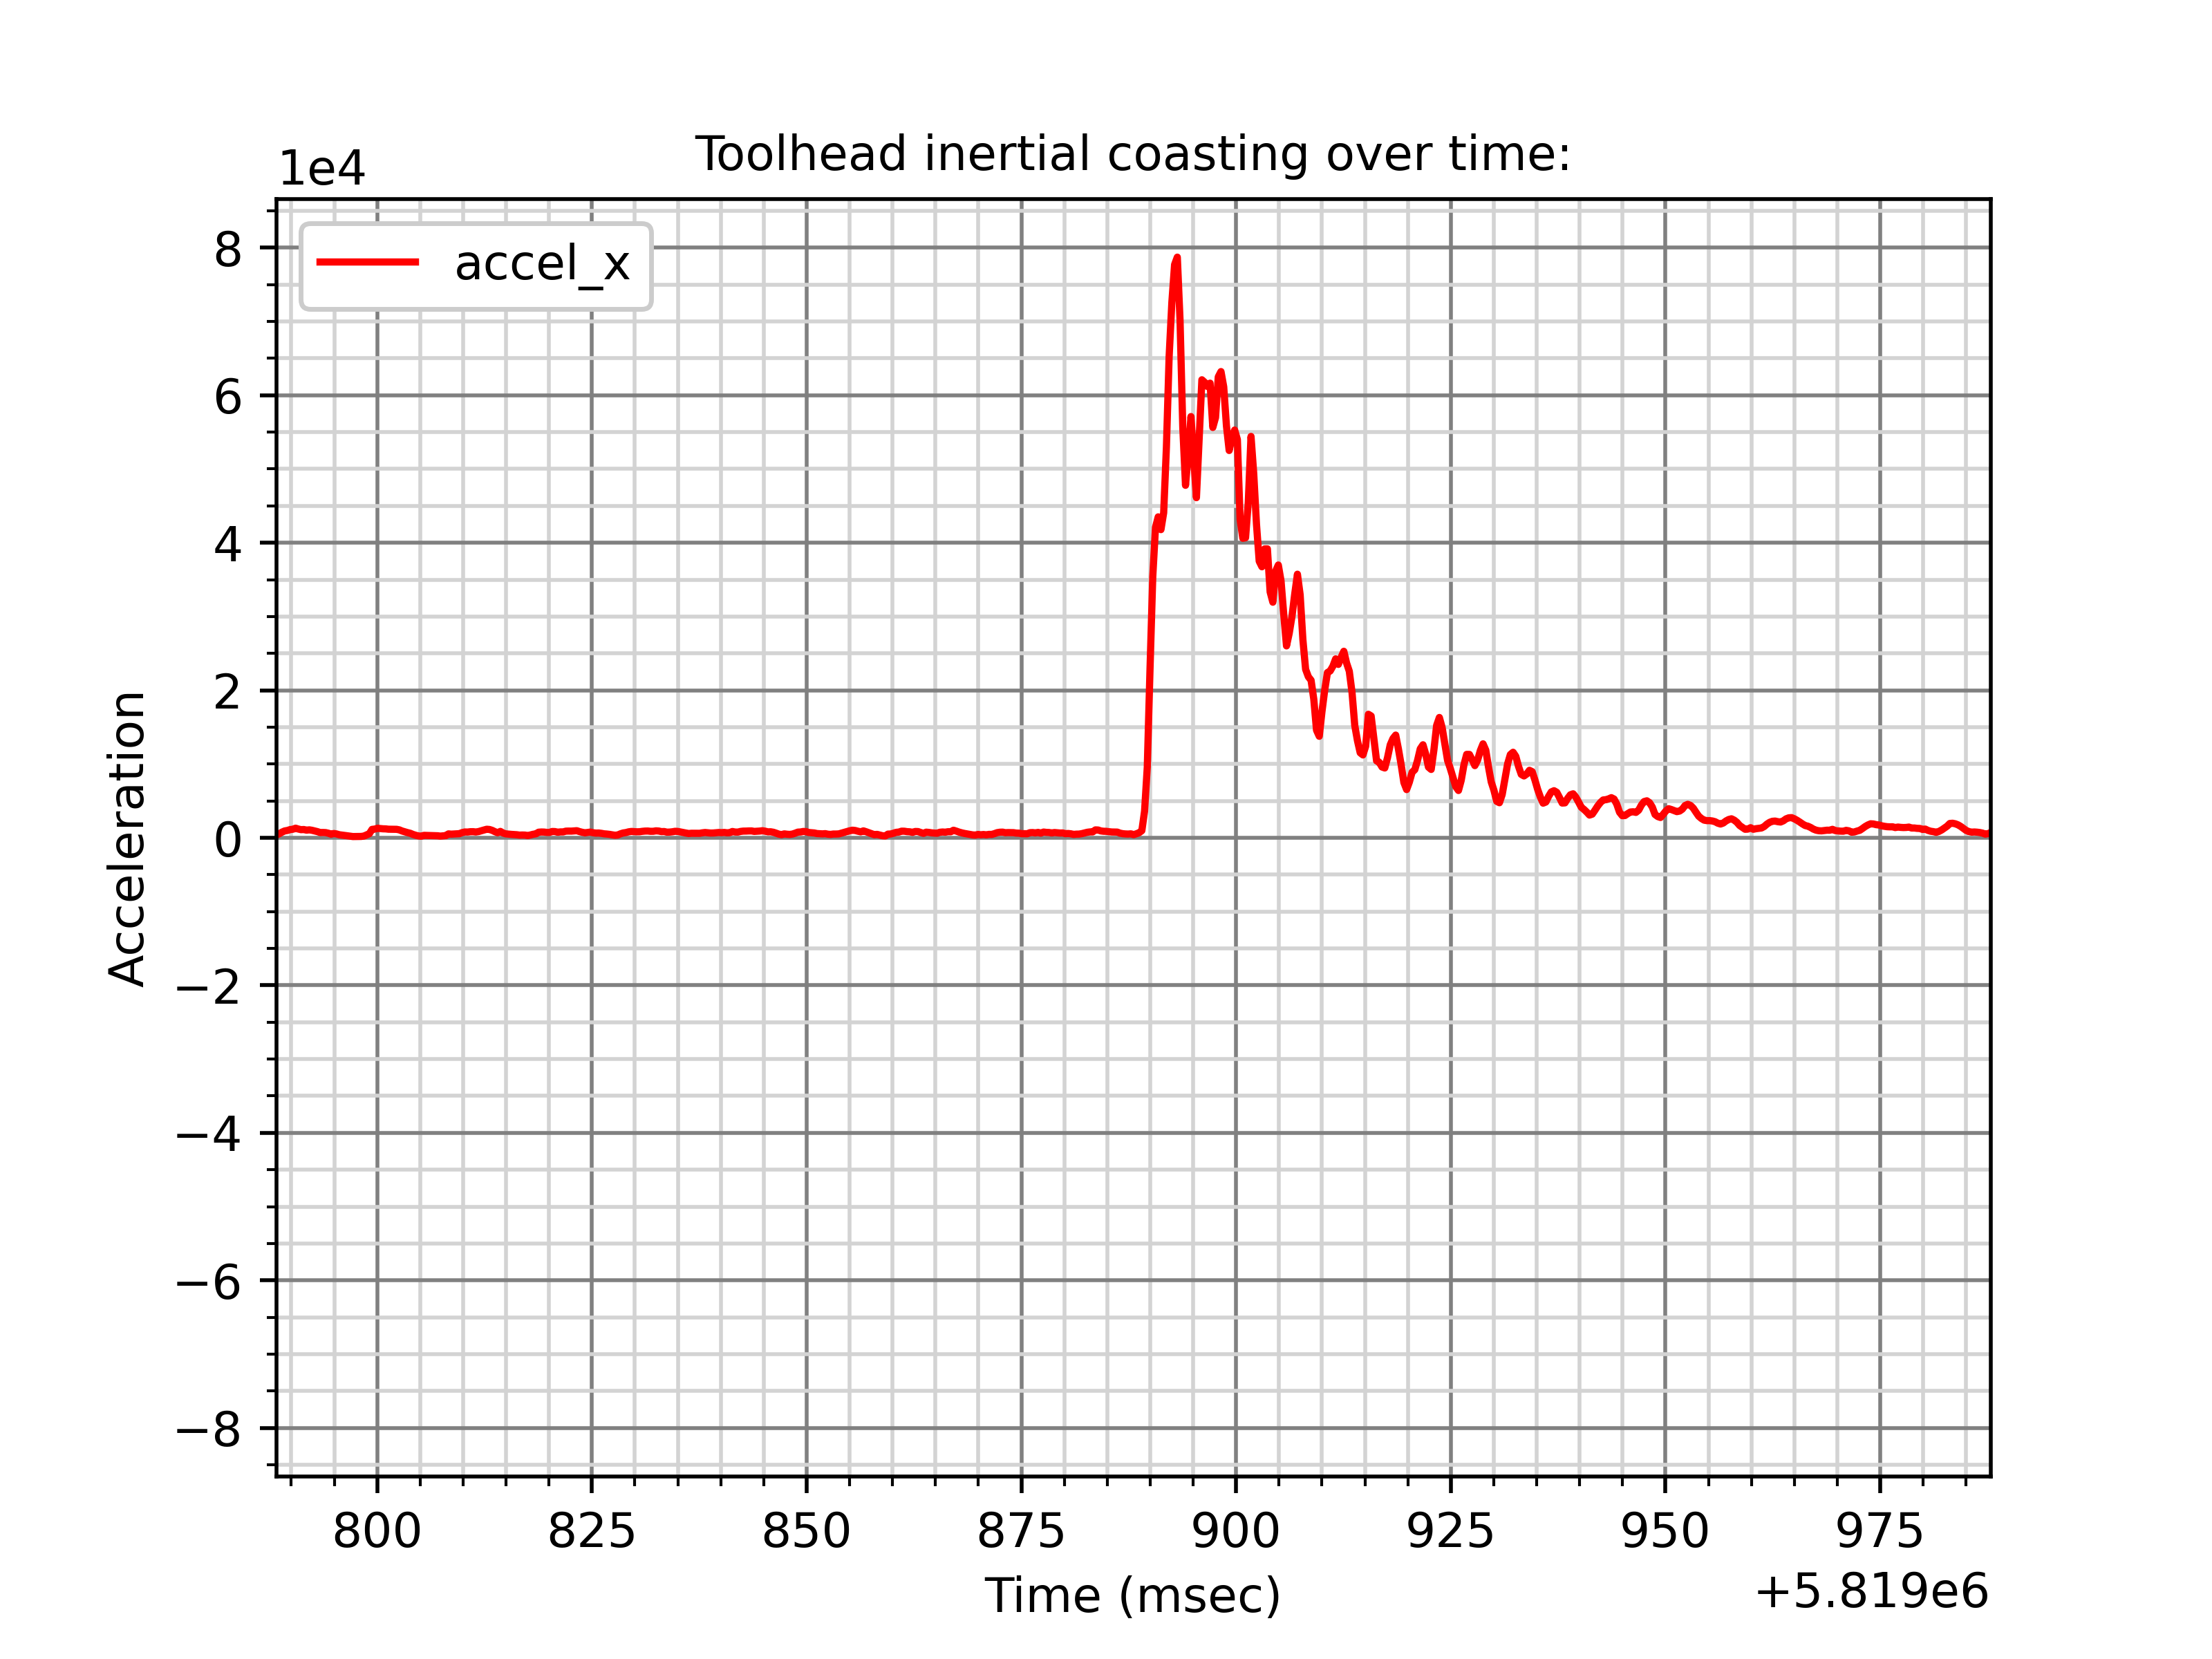 Toolhead inertial coasting over time:
1e4
accel_x
8
6
4
2
0
−2
−4
−6
−8
Acceleration
800 825 850 875 900 925 950 975
Time (msec)
+5.819e6